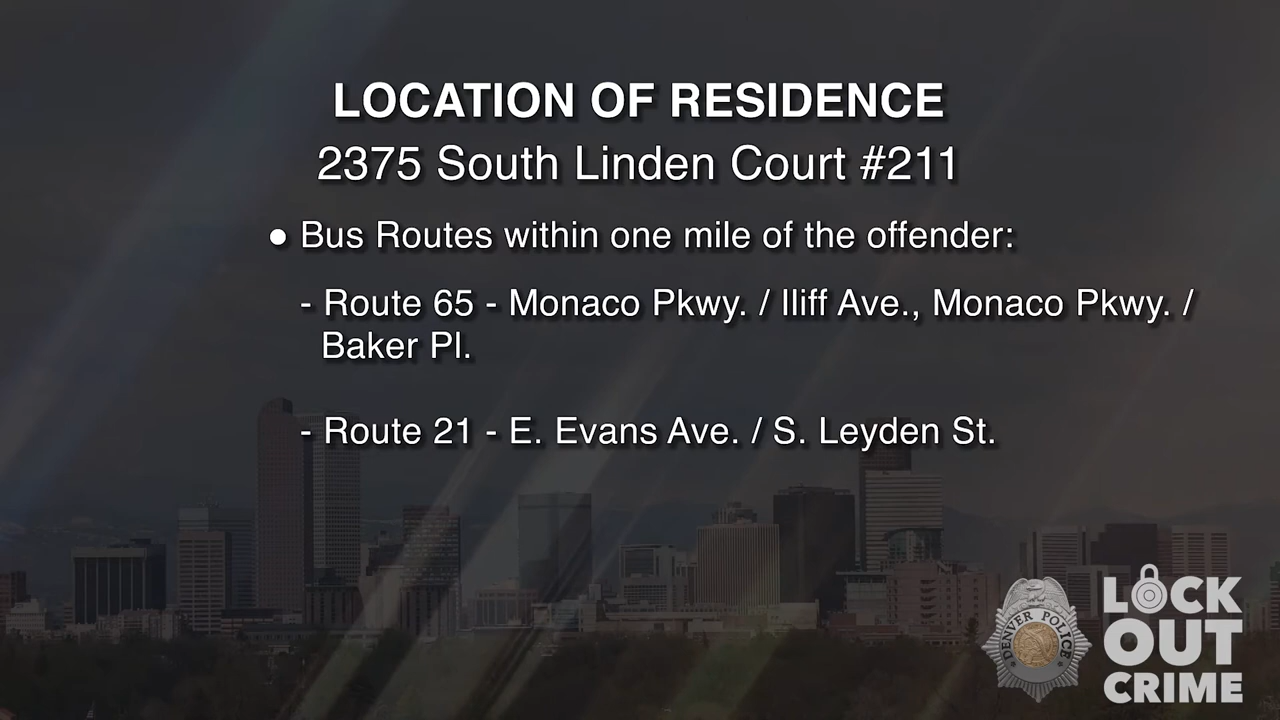 LOCATION OF RESIDENCE
2375 South Linden Court #211
● Bus Routes within one mile of the offender:
- Route 65 - Monaco Pkwy. / Iliff Ave., Monaco Pkwy. /
Baker Pl.
- Route 21 - E. Evans Ave. / S. Leyden St.
DENVER POLICE
LOCK
OUT
CRIME